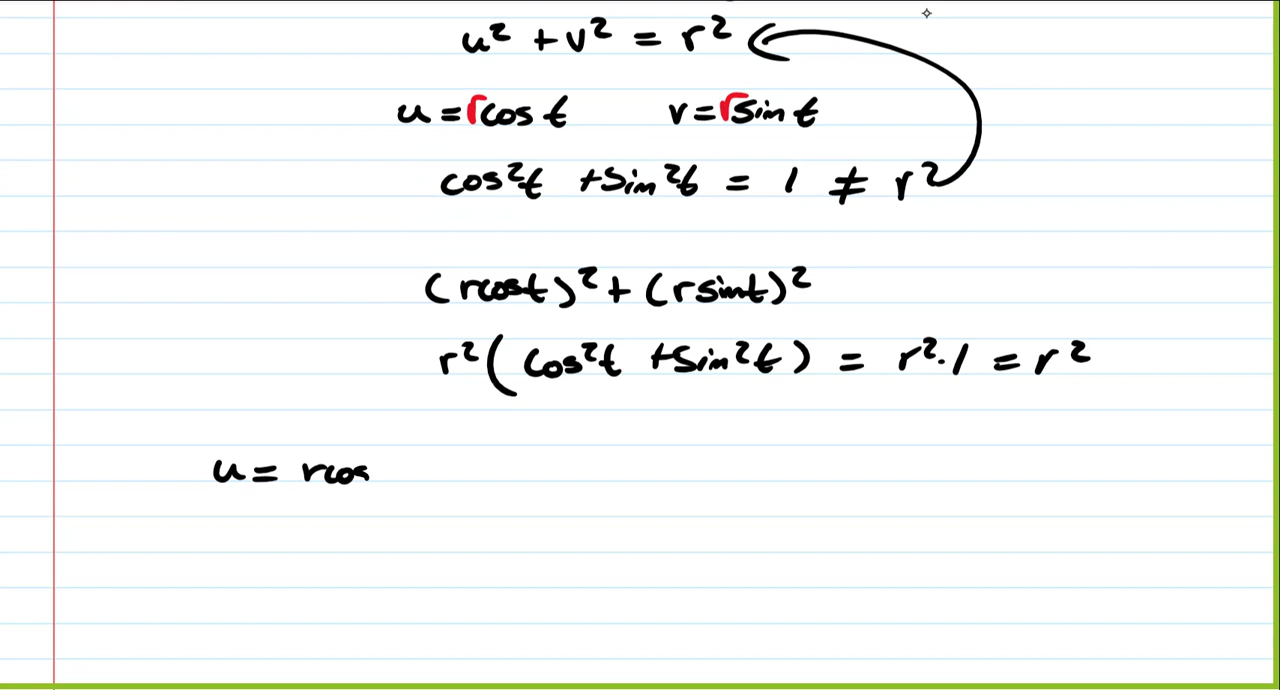 u² + v² = r²
u = r cos t v = r sin t
cos²t + sin²t = 1 ≠ r²
(r cos t)² + (r sin t)²
r² ( cos²t + sin²t ) = r² · 1 = r²
u = r cos